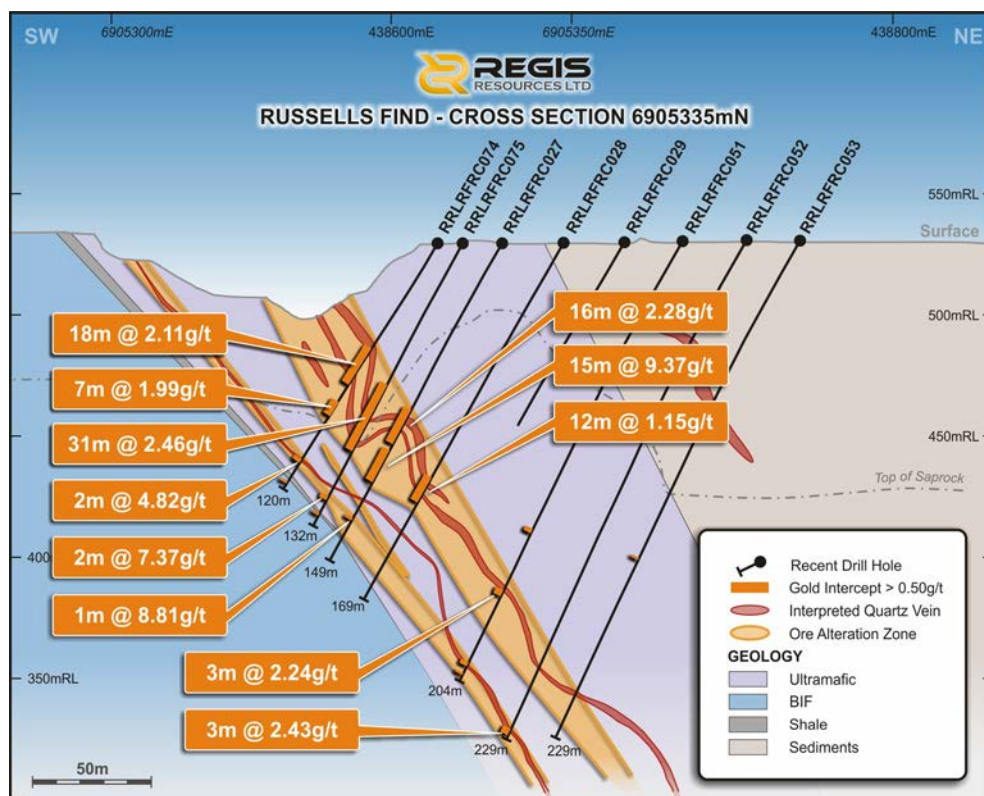 SW
6905300mE
438600mE
6905350mE
438800mE
NE
REGIS
RESOURCES LTD
RUSSELLS FIND - CROSS SECTION 6905335mN
RRLRFRC074
RRLRFRC075
RRLRFRC027
RRLRFRC028
RRLRFRC029
RRLRFRC051
RRLRFRC052
RRLRFRC053
550mRL
Surface
500mRL
450mRL
Top of Saprock
18m @ 2.11g/t
7m @ 1.99g/t
31m @ 2.46g/t
2m @ 4.82g/t
2m @ 7.37g/t
1m @ 8.81g/t
3m @ 2.24g/t
3m @ 2.43g/t
16m @ 2.28g/t
15m @ 9.37g/t
12m @ 1.15g/t
120m
132m
149m
169m
204m
229m
229m
400
350mRL
50m
Recent Drill Hole
Gold Intercept > 0.50g/t
Interpreted Quartz Vein
Ore Alteration Zone
GEOLOGY
Ultramafic
BIF
Shale
Sediments